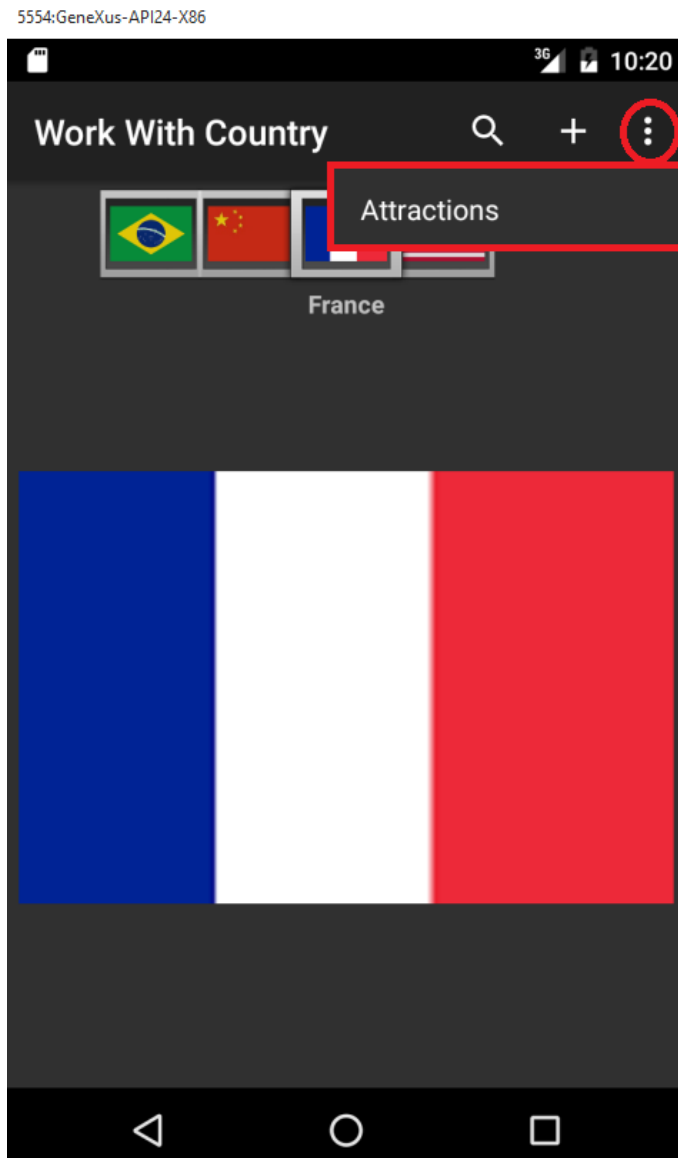 5554:GeneXus-API24-X86
3G 10:20
Work With Country
Attractions
France